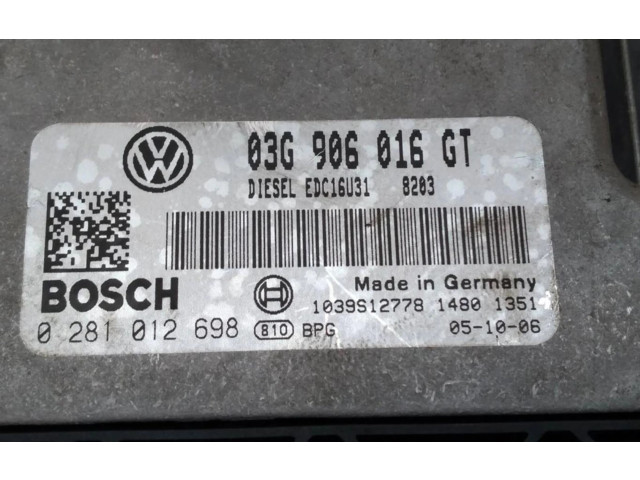 03G 906 016 GT
DIESEL EDC16U31 8203
BOSCH
Made in Germany
1039S12778 1480 1351
0 281 012 698 810 BPG 05-10-06